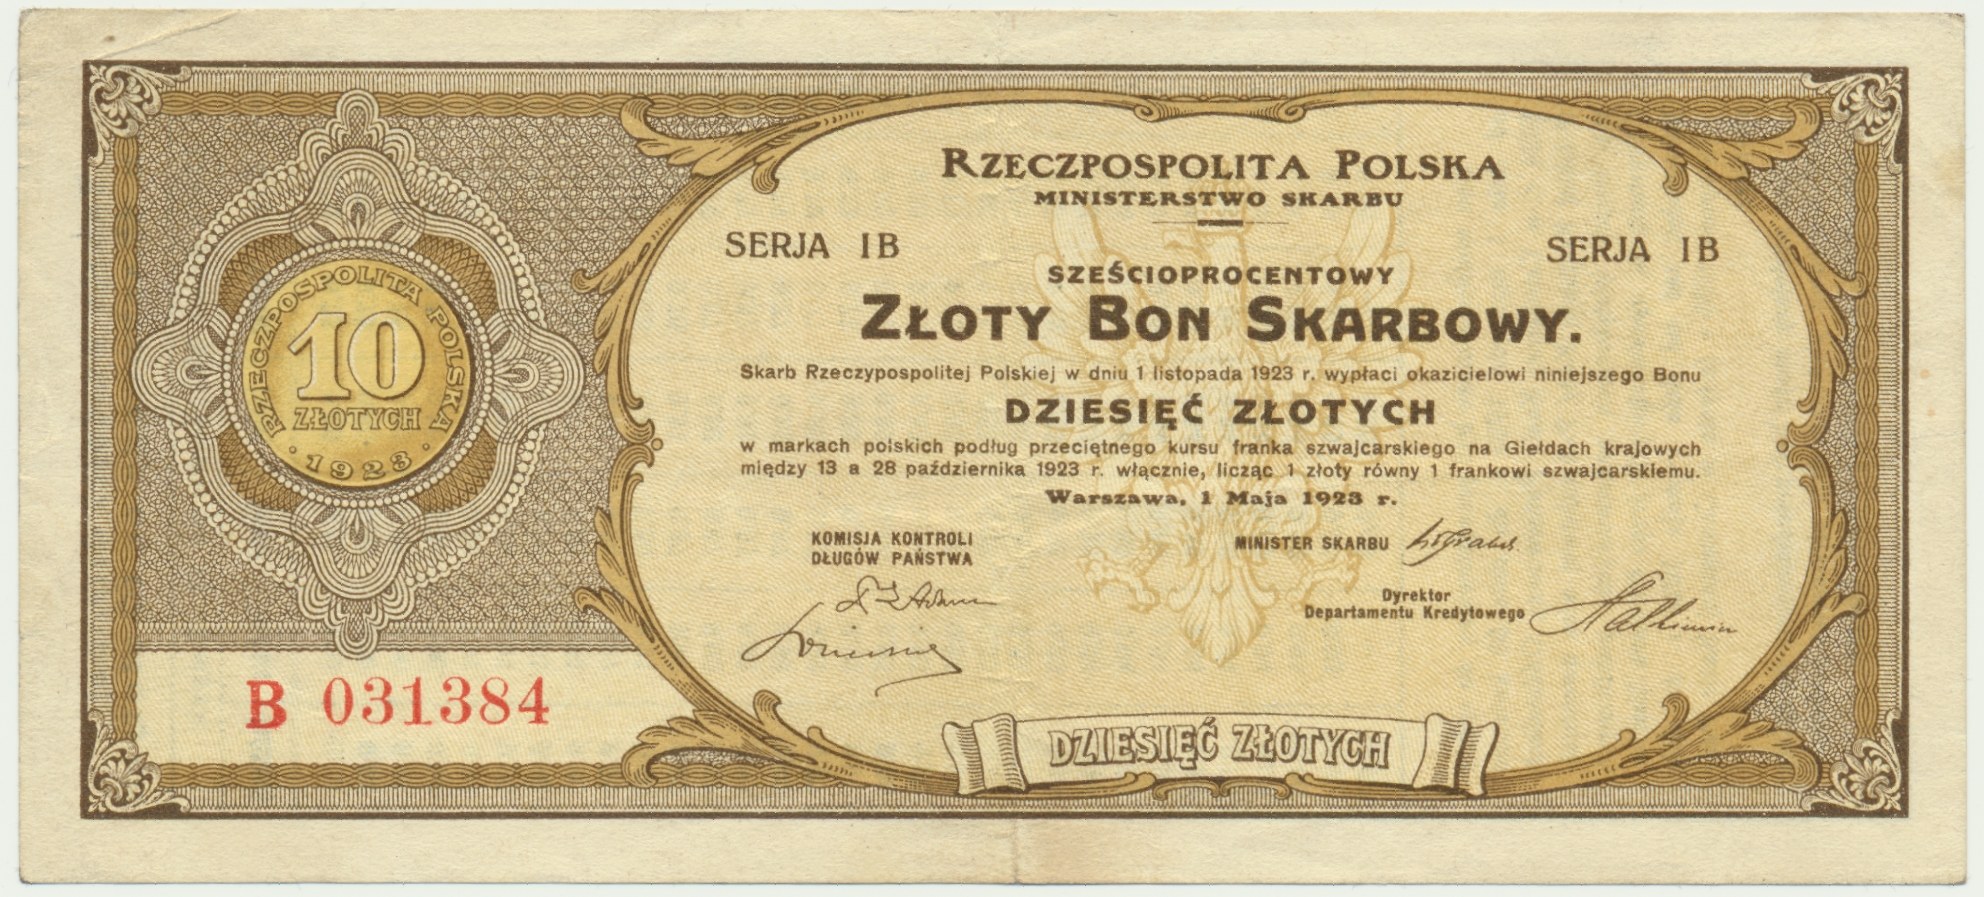 RZECZPOSPOLITA POLSKA
MINISTERSTWO SKARBU
SERJA IB
SERJA IB
SZEŚCIOPROCENTOWY
ZŁOTY BON SKARBOWY.
Skarb Rzeczypospolitej Polskiej w dniu 1 listopada 1923 r. wypłaci okazicielowi niniejszego Bonu
DZIESIĘĆ ZŁOTYCH
w markach polskich podług przeciętnego kursu franka szwajcarskiego na Giełdach krajowych
między 13 a 28 października 1923 r. włącznie, licząc 1 złoty równy 1 frankowi szwajcarskiemu.
Warszawa, 1 Maja 1923 r.
KOMISJA KONTROLI
DŁUGÓW PAŃSTWA
MINISTER SKARBU
Dyrektor
Departamentu Kredytowego
RZECZPOSPOLITA POLSKA
10
ZŁOTYCH
· 1923 ·
B 031384
DZIESIĘĆ ZŁOTYCH